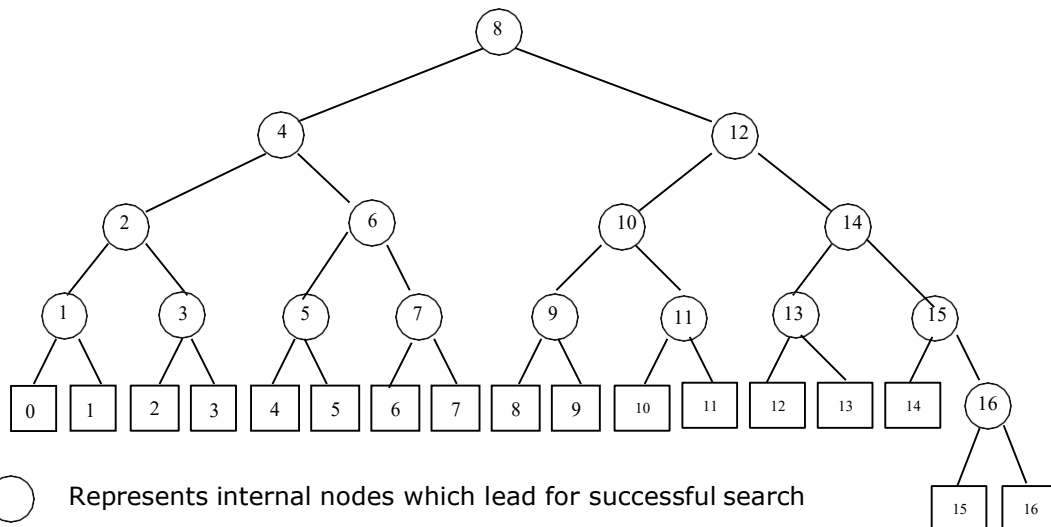 8
4 12
2 6 10 14
1 3 5 7 9 11 13 15
0 1 2 3 4 5 6 7 8 9 10 11 12 13 14 16
Represents internal nodes which lead for successful search
15 16